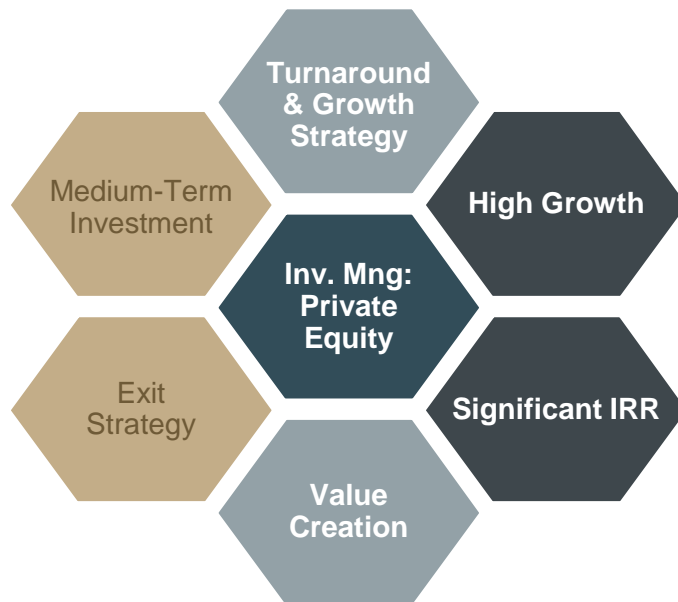 Turnaround
& Growth
Strategy
Medium-Term
Investment
High Growth
Inv. Mng:
Private
Equity
Exit
Strategy
Significant IRR
Value
Creation